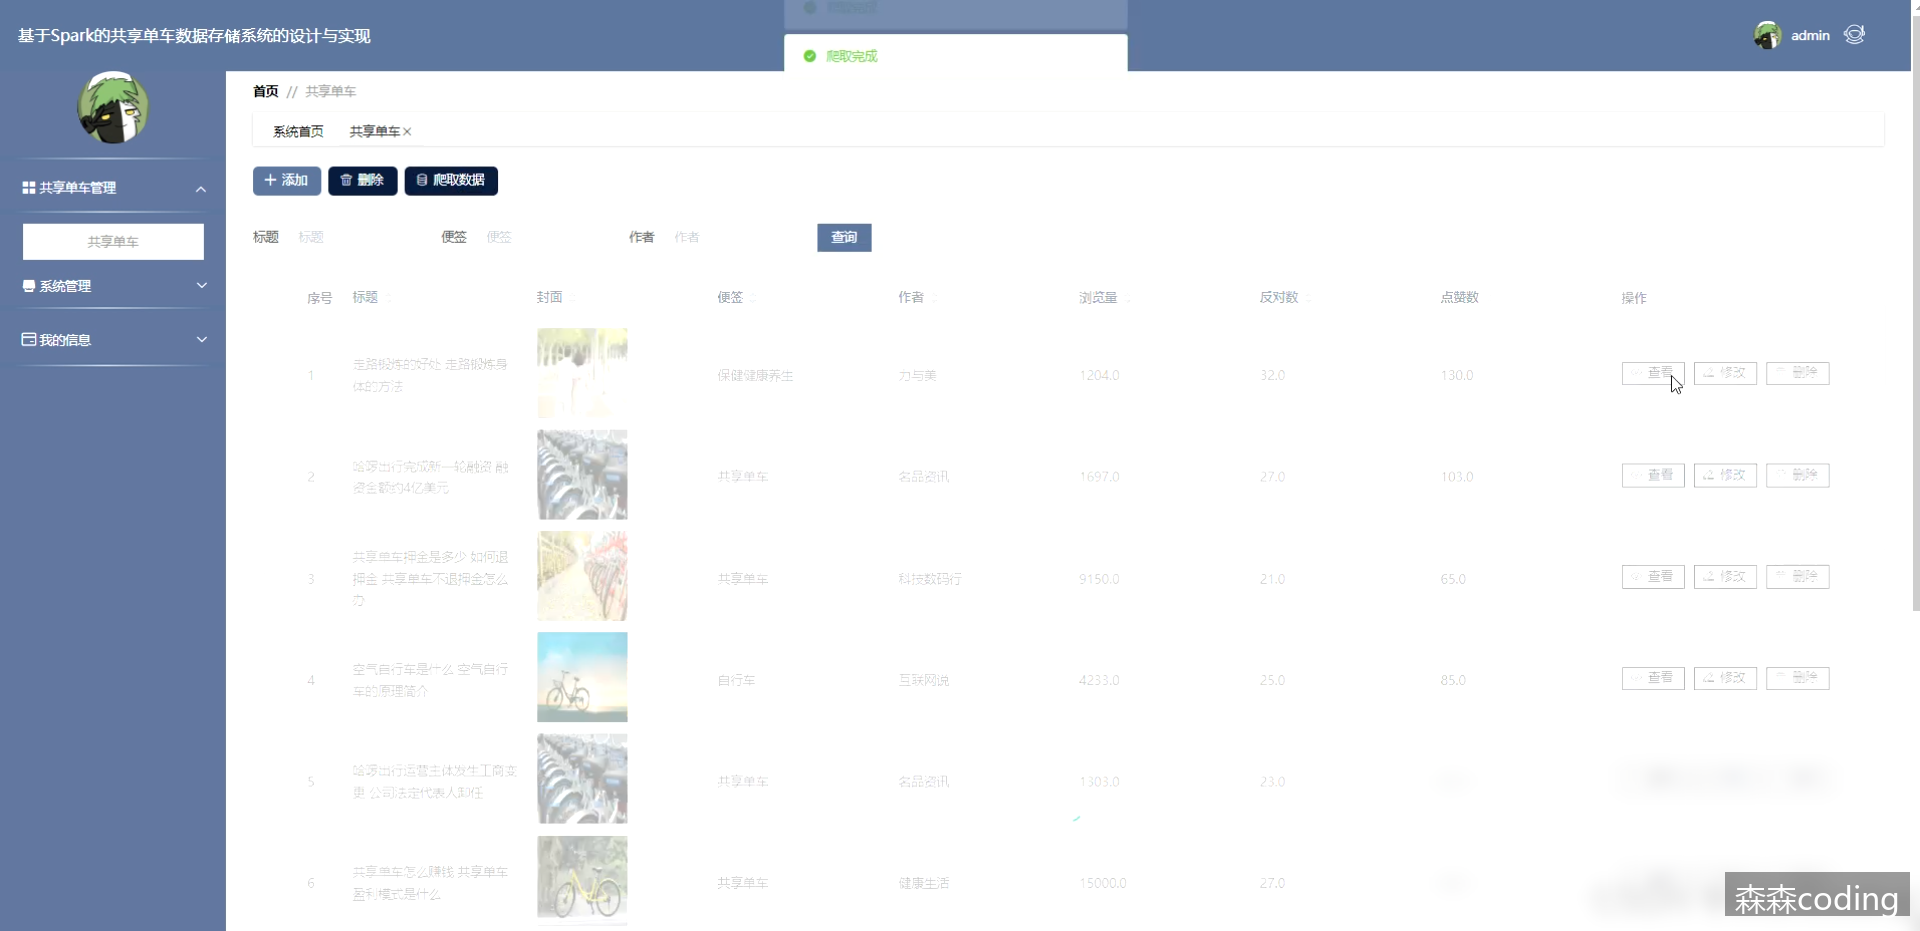 爬取完成
基于Spark的共享单车数据存储系统的设计与实现
admin
爬取完成
首页 // 共享单车
系统首页 共享单车
共享单车管理
添加 删除 爬取数据
共享单车
标题 标题 便签 便签 作者 作者 查询
系统管理
序号 标题 封面 便签 作者 浏览量 反对数 点赞数 操作
我的信息
1 走路锻炼的好处 走路锻炼身 保健健康养生 力与美 1204.0 32.0 130.0 查看 修改 删除
体的方法
2 哈啰出行完成新一轮融资 融 共享单车 名品资讯 1697.0 27.0 103.0 查看 修改 删除
资金额约4亿美元
3 共享单车押金是多少 如何退 共享单车 科技数码行 9150.0 21.0 65.0 查看 修改 删除
押金 共享单车不退押金怎么
办
4 空气自行车是什么 空气自行 自行车 互联网说 4233.0 25.0 85.0 查看 修改 删除
车的原理简介
5 哈啰出行运营主体发生工商变 共享单车 名品资讯 1303.0 23.0
更 公司法定代表人卸任
6 共享单车怎么赚钱 共享单车 共享单车 健康生活 15000.0 27.0
盈利模式是什么
森森coding